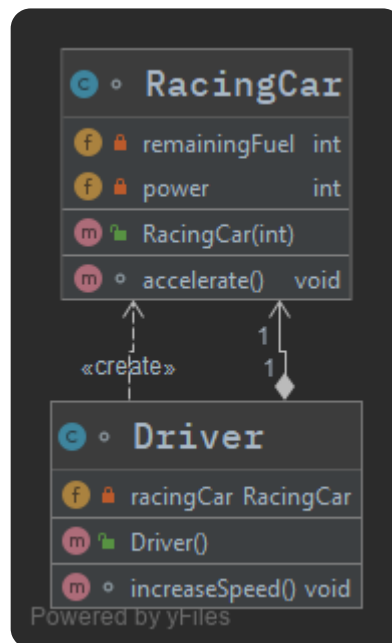 C RacingCar
f remainingFuel int
f power int
m RacingCar(int)
m accelerate() void
1
«create»
1
C Driver
f racingCar RacingCar
m Driver()
m increaseSpeed() void
Powered by yFiles